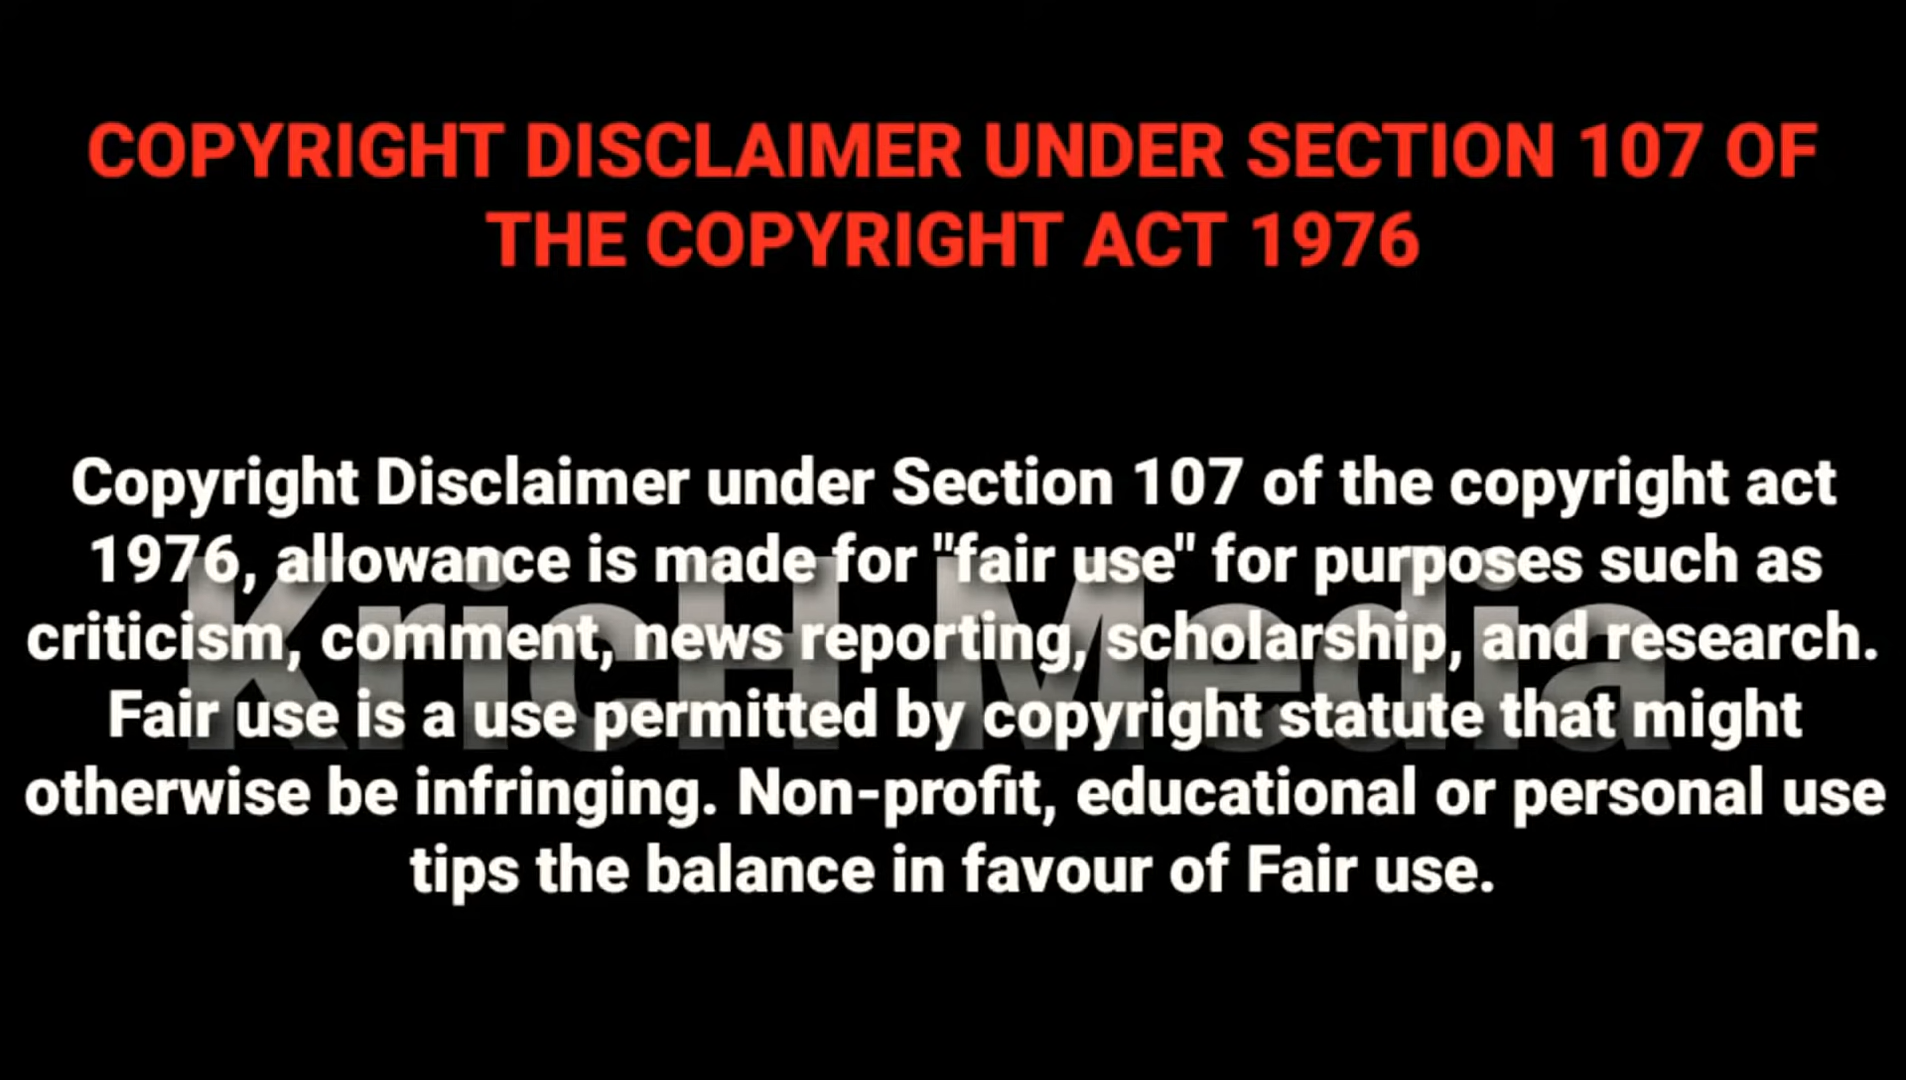 COPYRIGHT DISCLAIMER UNDER SECTION 107 OF
THE COPYRIGHT ACT 1976
Copyright Disclaimer under Section 107 of the copyright act
1976, allowance is made for "fair use" for purposes such as
criticism, comment, news reporting, scholarship, and research.
Fair use is a use permitted by copyright statute that might
otherwise be infringing. Non-profit, educational or personal use
tips the balance in favour of Fair use.
KricH Media